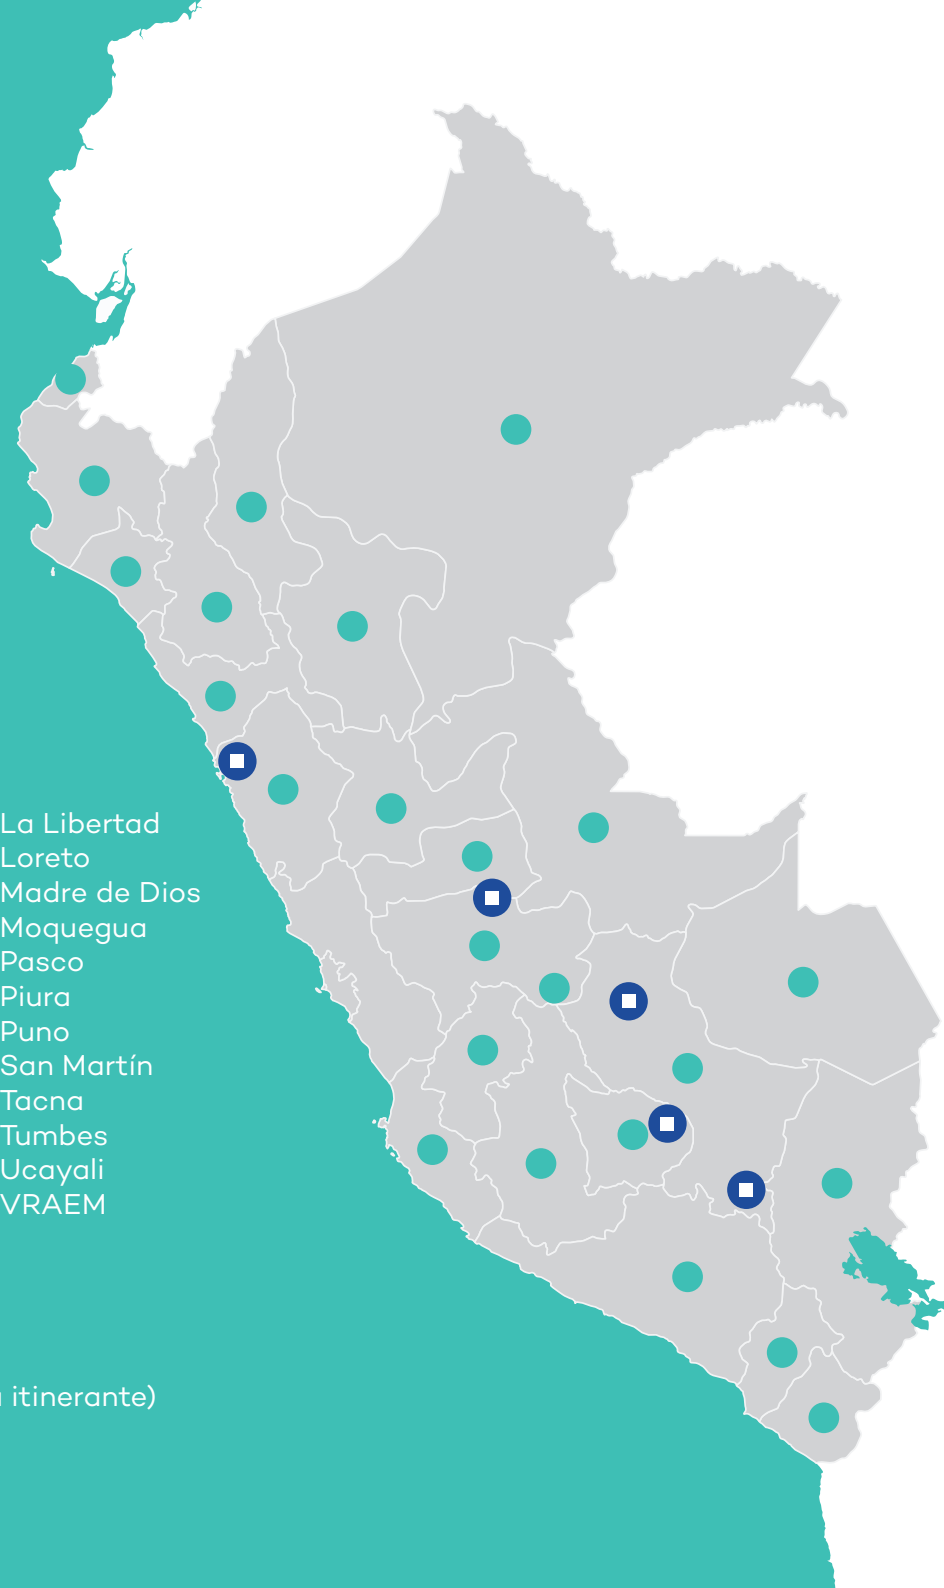 La Libertad
Loreto
Madre de Dios
Moquegua
Pasco
Piura
Puno
San Martín
Tacna
Tumbes
Ucayali
VRAEM
itinerante)